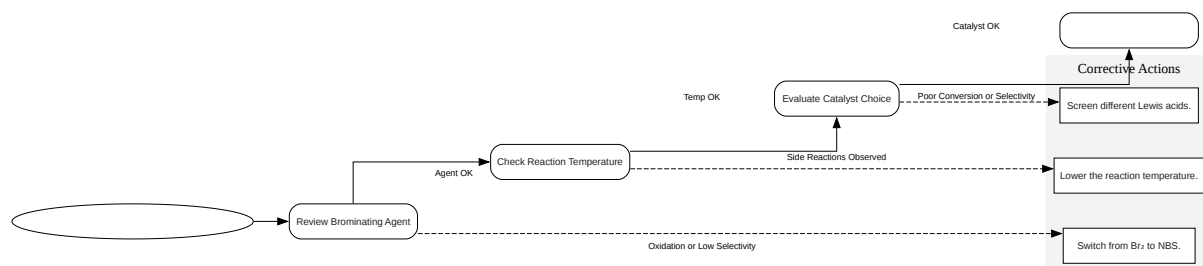 Catalyst OK
Corrective Actions
Temp OK
Evaluate Catalyst Choice
Poor Conversion or Selectivity
Screen different Lewis acids.
Check Reaction Temperature
Side Reactions Observed
Agent OK
Lower the reaction temperature.
Review Brominating Agent
Oxidation or Low Selectivity
Switch from Br₂ to NBS.